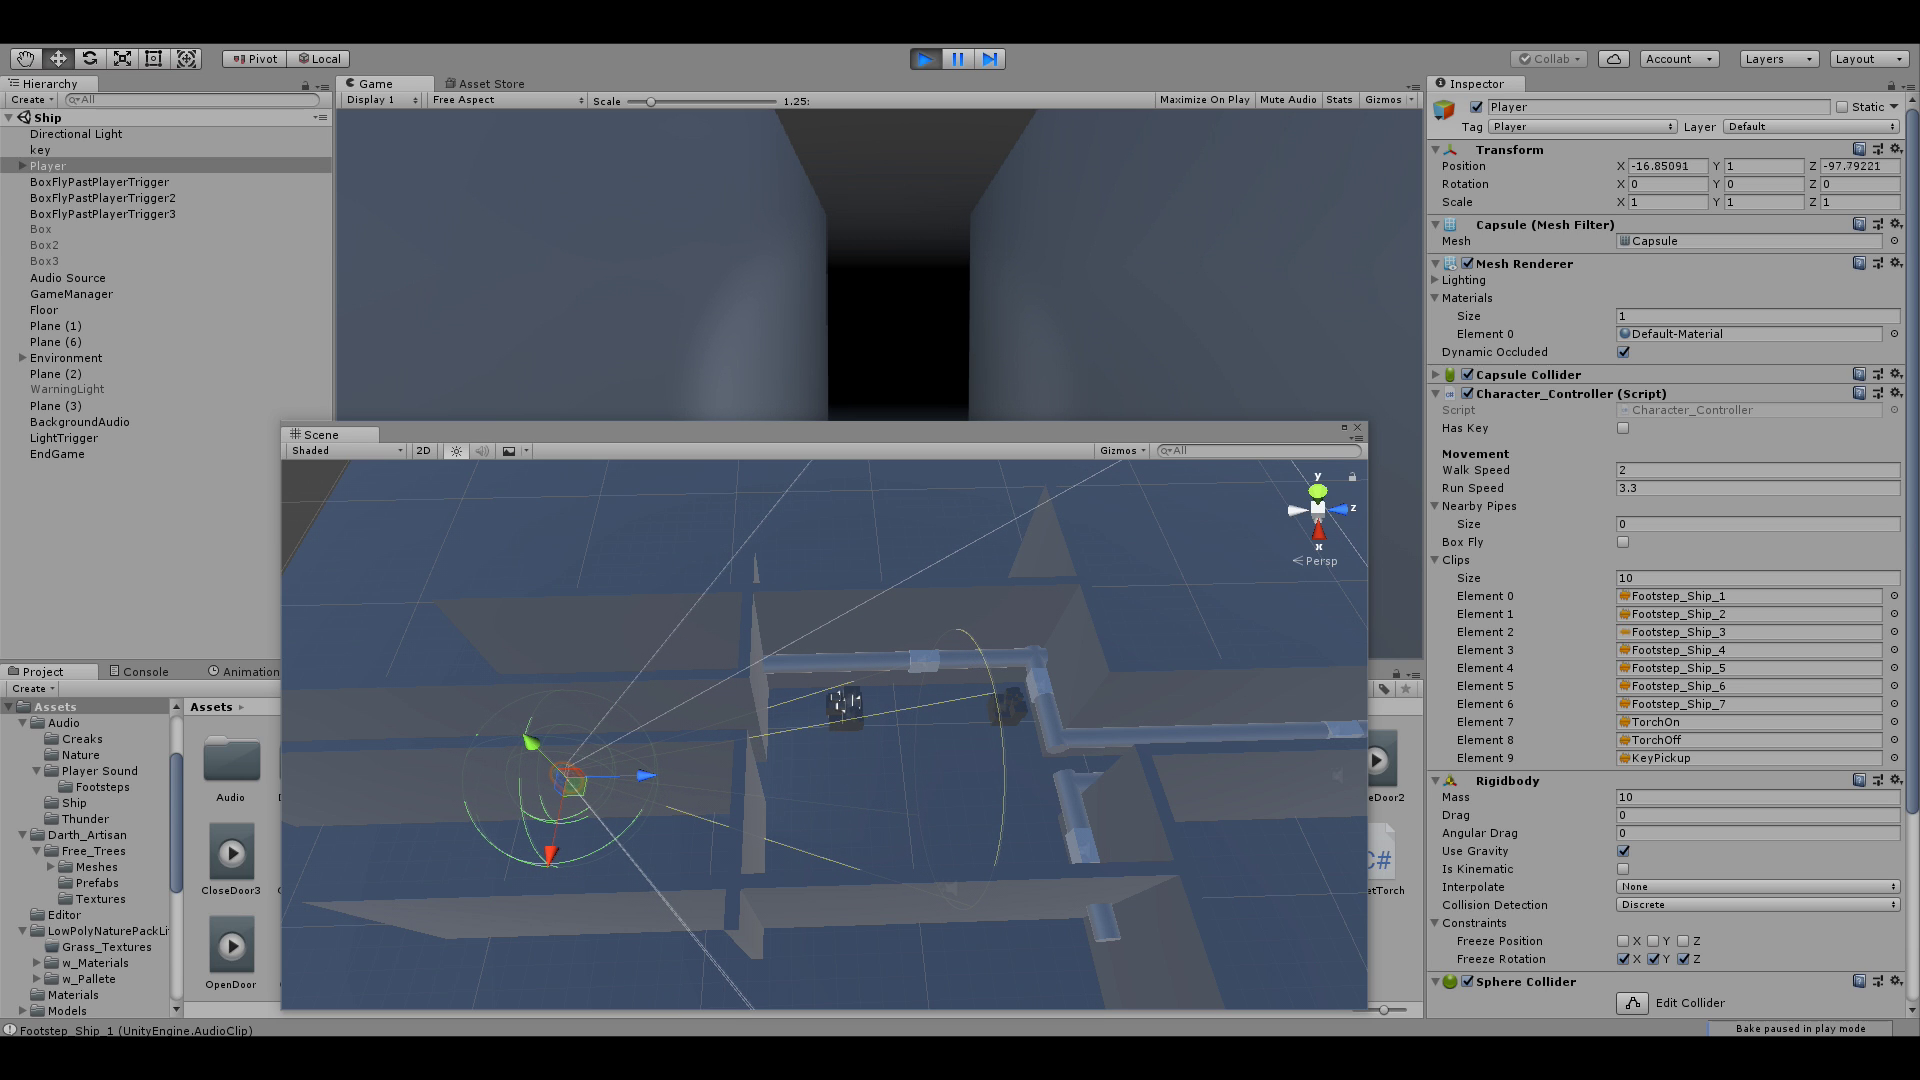 Pivot Local Collab Account Layers Layout
Hierarchy
Create All
Ship
Directional Light
key
Player
BoxFlyPastPlayerTrigger
BoxFlyPastPlayerTrigger2
BoxFlyPastPlayerTrigger3
Box
Box2
Box3
Audio Source
GameManager
Floor
Plane (1)
Plane (6)
Environment
Plane (2)
WarningLight
Plane (3)
BackgroundAudio
LightTrigger
EndGame
Game Asset Store
Display 1 Free Aspect Scale 1.25: Maximize On Play Mute Audio Stats Gizmos
Scene
Shaded 2D Gizmos All
y
z
x
Persp
Project Console Animation
Create
Assets
Audio
Creaks
Nature
Player Sound
Footsteps
Ship
Thunder
Darth_Artisan
Free_Trees
Meshes
Prefabs
Textures
Editor
LowPolyNaturePackLi
Grass_Textures
w_Materials
w_Pallete
Materials
Models
Assets
Audio
CloseDoor3
OpenDoor
eDoor2
C#
etTorch
Footstep_Ship_1 (UnityEngine.AudioClip)
Inspector
Player Static
Tag Player Layer Default
Transform
Position X -16.85091 Y 1 Z -97.79221
Rotation X 0 Y 0 Z 0
Scale X 1 Y 1 Z 1
Capsule (Mesh Filter)
Mesh Capsule
Mesh Renderer
Lighting
Materials
Size 1
Element 0 Default-Material
Dynamic Occluded
Capsule Collider
Character_Controller (Script)
Script Character_Controller
Has Key
Movement
Walk Speed 2
Run Speed 3.3
Nearby Pipes
Size 0
Box Fly
Clips
Size 10
Element 0 Footstep_Ship_1
Element 1 Footstep_Ship_2
Element 2 Footstep_Ship_3
Element 3 Footstep_Ship_4
Element 4 Footstep_Ship_5
Element 5 Footstep_Ship_6
Element 6 Footstep_Ship_7
Element 7 TorchOn
Element 8 TorchOff
Element 9 KeyPickup
Rigidbody
Mass 10
Drag 0
Angular Drag 0
Use Gravity
Is Kinematic
Interpolate None
Collision Detection Discrete
Constraints
Freeze Position X Y Z
Freeze Rotation X Y Z
Sphere Collider
Edit Collider
Bake paused in play mode